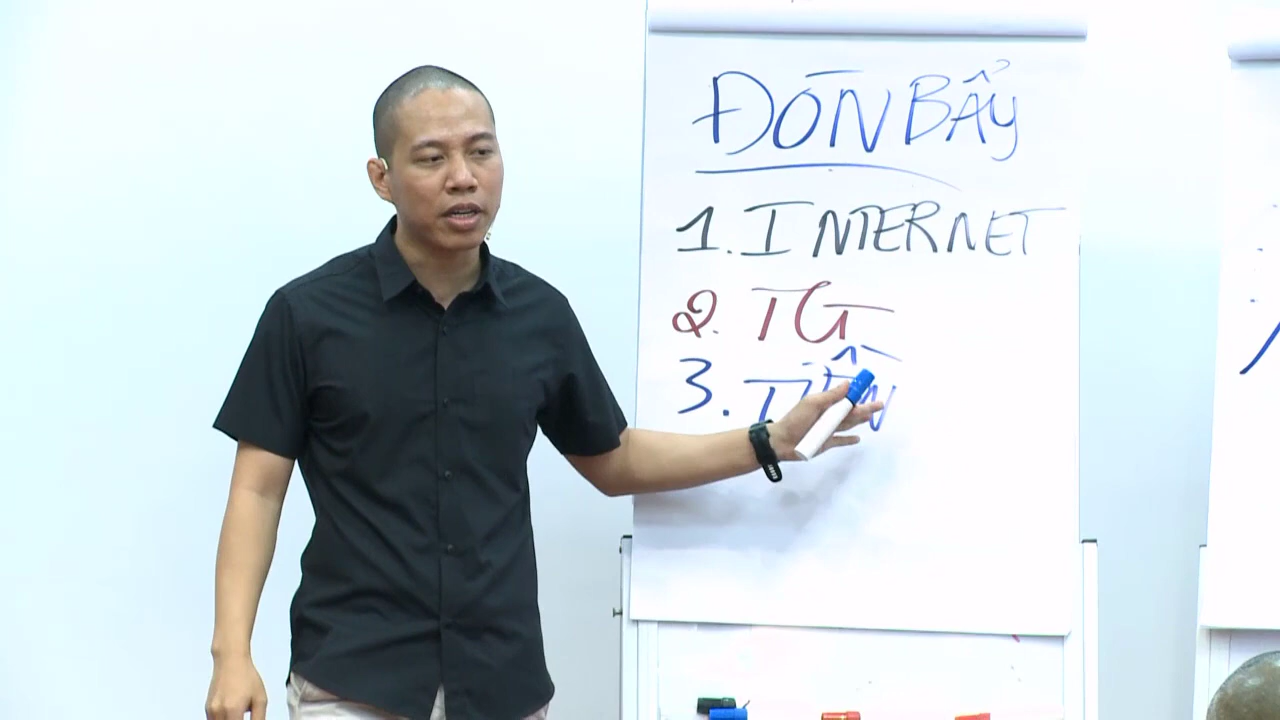 ĐÒN BẨY
1. INTERNET
2. TG
3. TIỀN